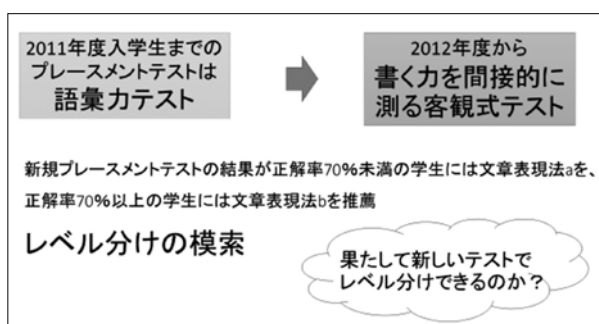 2011年度入学生までの
プレースメントテストは
語彙力テスト
2012年度から
書く力を間接的に
測る客観式テスト
新規プレースメントテストの結果が正解率70%未満の学生には文章表現法aを、
正解率70%以上の学生には文章表現法bを推薦
レベル分けの模索
果たして新しいテストで
レベル分けできるのか？